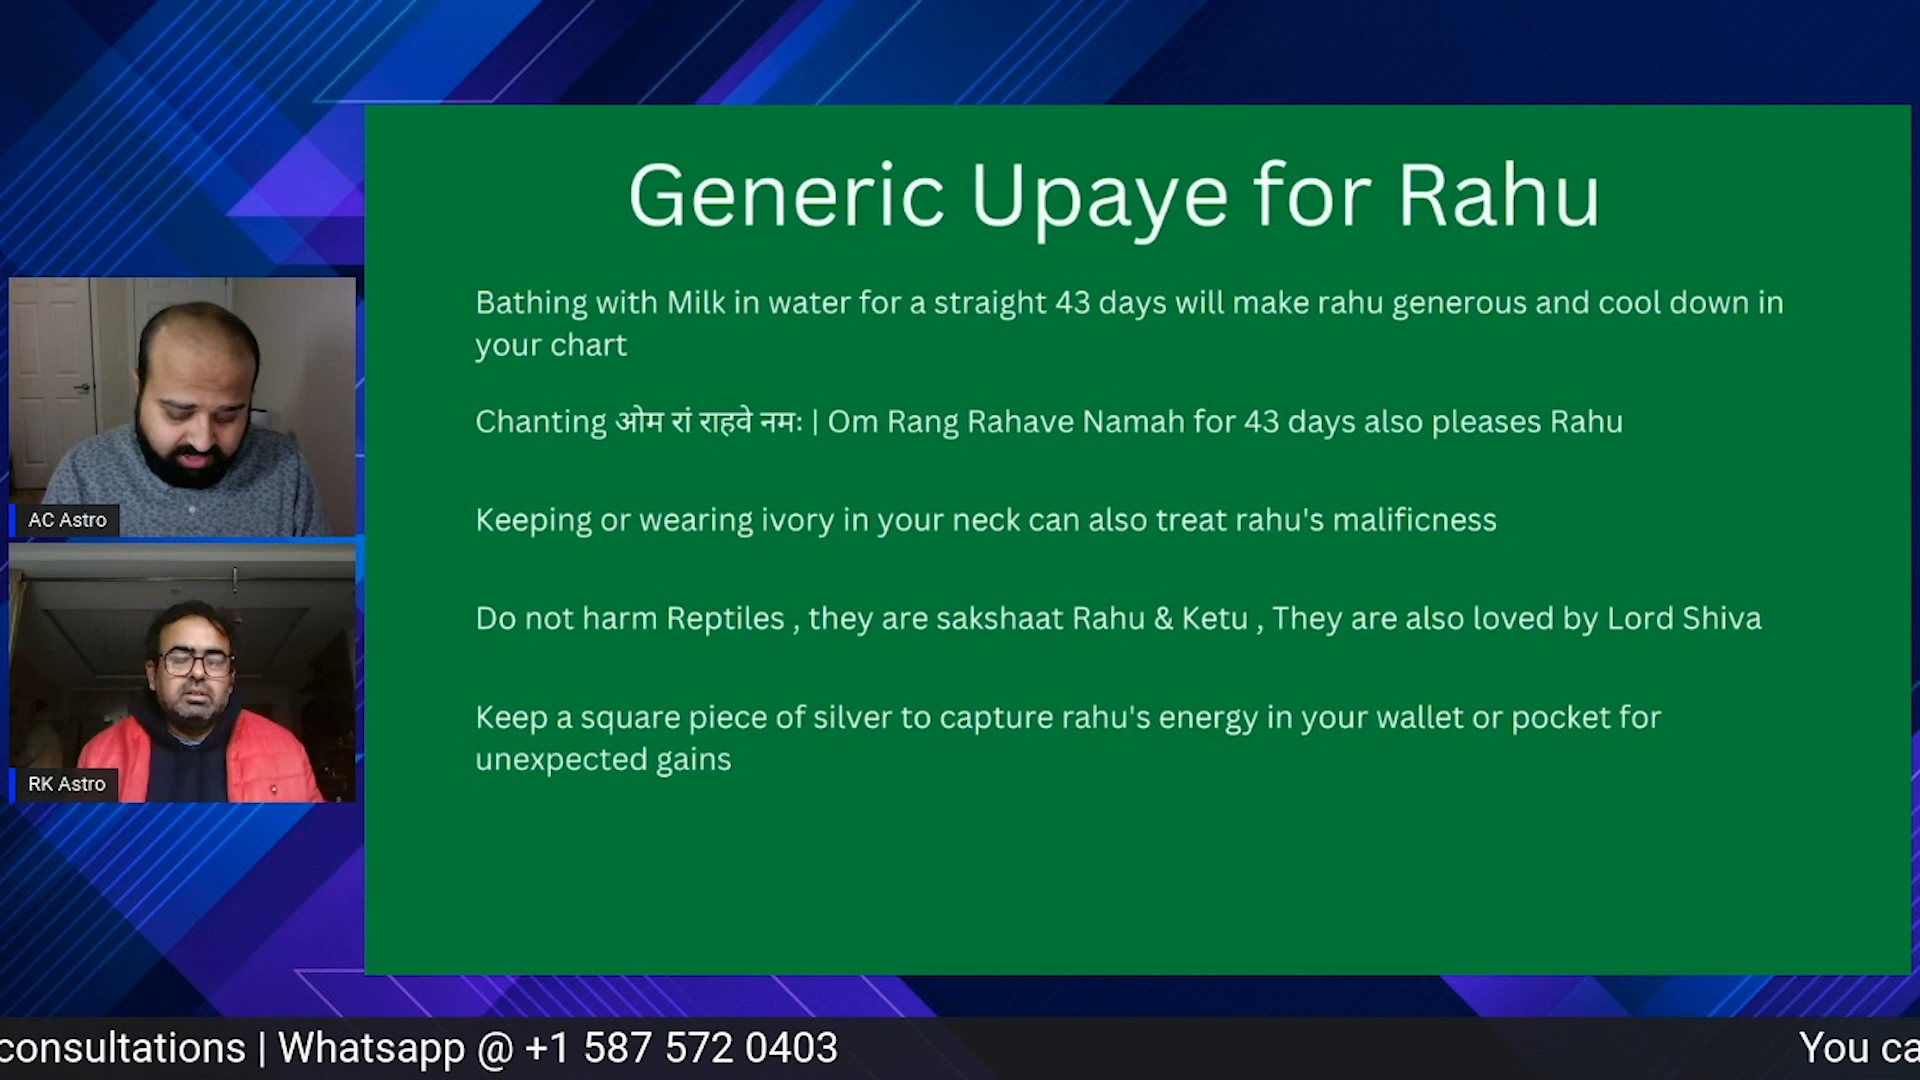 Generic Upaye for Rahu
Bathing with Milk in water for a straight 43 days will make rahu generous and cool down in
your chart
Chanting ओम रां राहवे नमः | Om Rang Rahave Namah for 43 days also pleases Rahu
Keeping or wearing ivory in your neck can also treat rahu's malificness
Do not harm Reptiles , they are sakshaat Rahu & Ketu , They are also loved by Lord Shiva
Keep a square piece of silver to capture rahu's energy in your wallet or pocket for
unexpected gains
AC Astro
RK Astro
consultations | Whatsapp @ +1 587 572 0403 You ca